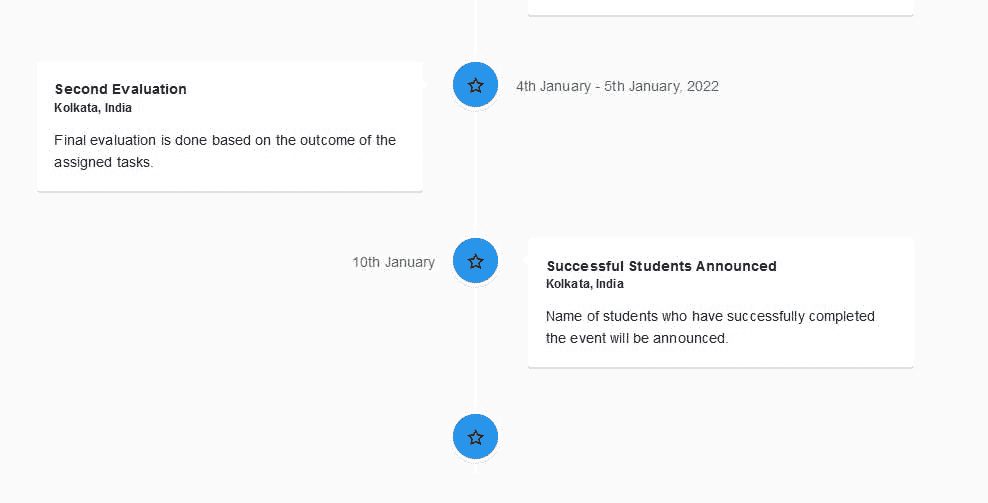 Second Evaluation
Kolkata, India
Final evaluation is done based on the outcome of the
assigned tasks.
4th January - 5th January, 2022
10th January
Successful Students Announced
Kolkata, India
Name of students who have successfully completed
the event will be announced.